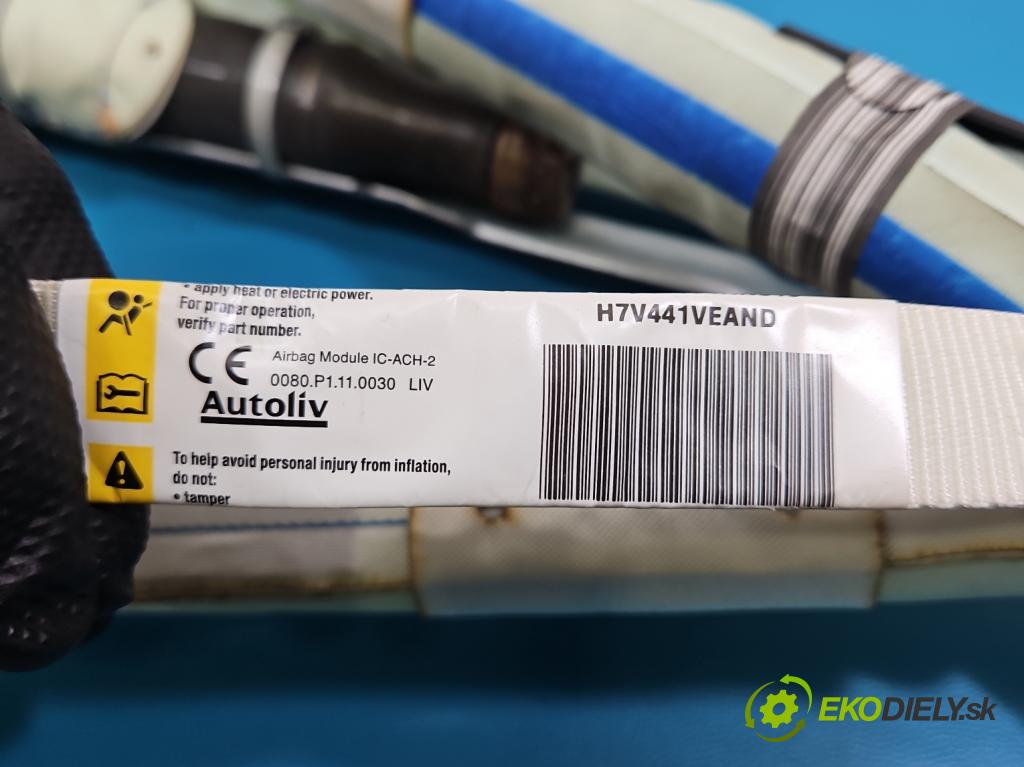 • apply heat or electric power.
For proper operation,
verify part number.
CE
Airbag Module IC-ACH-2
0080.P1.11.0030 LIV
Autoliv
To help avoid personal injury from inflation,
do not:
• tamper
H7V441VEAND
EKODIELY.sk